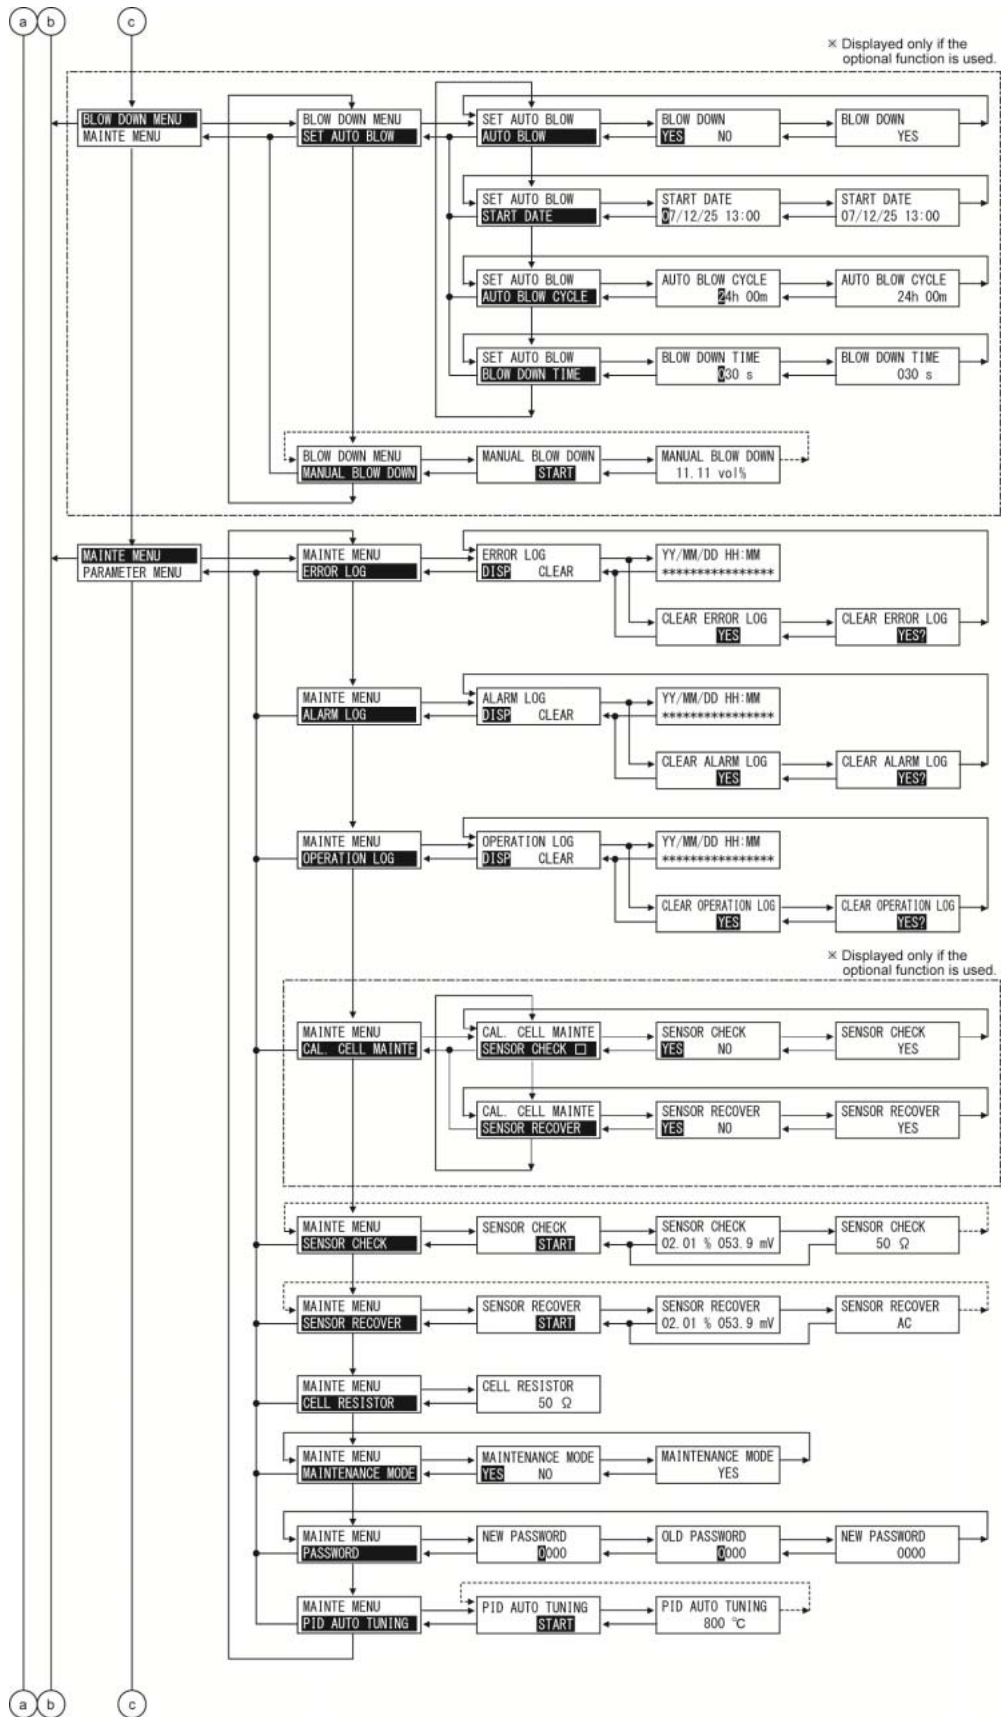 a
b
c
※ Displayed only if the
optional function is used.
BLOW DOWN MENU
MAINTE MENU
BLOW DOWN MENU
SET AUTO BLOW
SET AUTO BLOW
AUTO BLOW
BLOW DOWN
YES NO
BLOW DOWN
YES
SET AUTO BLOW
START DATE
START DATE
07/12/25 13:00
START DATE
07/12/25 13:00
SET AUTO BLOW
AUTO BLOW CYCLE
AUTO BLOW CYCLE
24h 00m
AUTO BLOW CYCLE
24h 00m
SET AUTO BLOW
BLOW DOWN TIME
BLOW DOWN TIME
030 s
BLOW DOWN TIME
030 s
BLOW DOWN MENU
MANUAL BLOW DOWN
MANUAL BLOW DOWN
START
MANUAL BLOW DOWN
11.11 vol%
MAINTE MENU
PARAMETER MENU
MAINTE MENU
ERROR LOG
ERROR LOG
DISP CLEAR
YY/MM/DD HH:MM
****************
CLEAR ERROR LOG
YES
CLEAR ERROR LOG
YES?
MAINTE MENU
ALARM LOG
ALARM LOG
DISP CLEAR
YY/MM/DD HH:MM
****************
CLEAR ALARM LOG
YES
CLEAR ALARM LOG
YES?
MAINTE MENU
OPERATION LOG
OPERATION LOG
DISP CLEAR
YY/MM/DD HH:MM
****************
CLEAR OPERATION LOG
YES
CLEAR OPERATION LOG
YES?
※ Displayed only if the
optional function is used.
MAINTE MENU
CAL. CELL MAINTE
CAL. CELL MAINTE
SENSOR CHECK □
SENSOR CHECK
YES NO
SENSOR CHECK
YES
CAL. CELL MAINTE
SENSOR RECOVER
SENSOR RECOVER
YES NO
SENSOR RECOVER
YES
MAINTE MENU
SENSOR CHECK
SENSOR CHECK
START
SENSOR CHECK
02.01 % 053.9 mV
SENSOR CHECK
50 Ω
MAINTE MENU
SENSOR RECOVER
SENSOR RECOVER
START
SENSOR RECOVER
02.01 % 053.9 mV
SENSOR RECOVER
AC
MAINTE MENU
CELL RESISTOR
CELL RESISTOR
50 Ω
MAINTE MENU
MAINTENANCE MODE
MAINTENANCE MODE
YES NO
MAINTENANCE MODE
YES
MAINTE MENU
PASSWORD
NEW PASSWORD
0000
OLD PASSWORD
0000
NEW PASSWORD
0000
MAINTE MENU
PID AUTO TUNING
PID AUTO TUNING
START
PID AUTO TUNING
800 °C
a
b
c